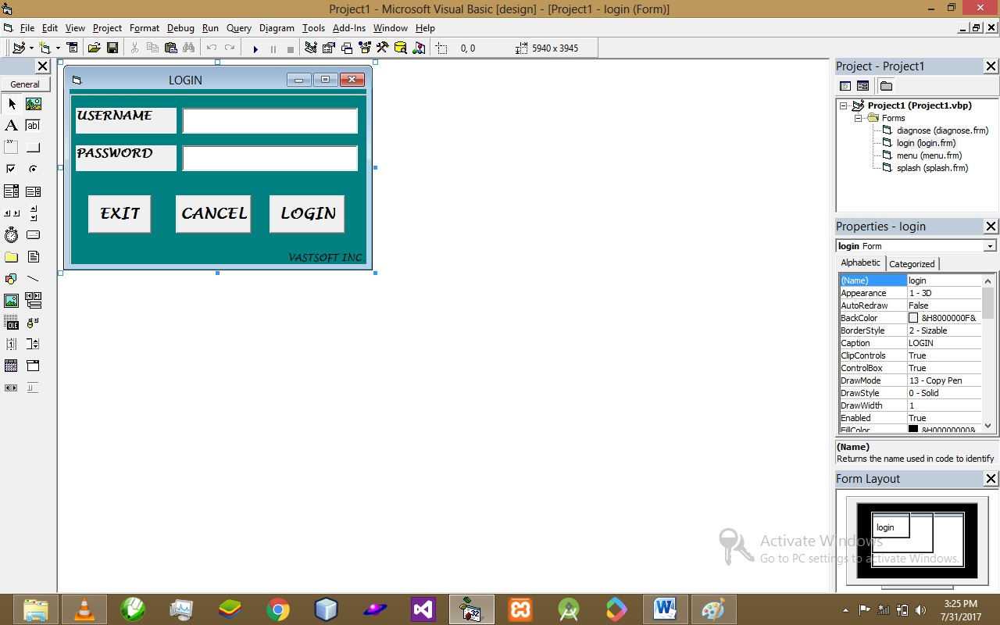 Project1 - Microsoft Visual Basic [design] - [Project1 - login (Form)]
File Edit View Project Format Debug Run Query Diagram Tools Add-Ins Window Help
0, 0 5940 x 3945
General
LOGIN
USERNAME
PASSWORD
EXIT CANCEL LOGIN
VASTSOFT INC.
Project - Project1
Project1 (Project1.vbp)
Forms
diagnose (diagnose.frm)
login (login.frm)
menu (menu.frm)
splash (splash.frm)
Properties - login
login Form
Alphabetic Categorized
(Name) login
Appearance 1 - 3D
AutoRedraw False
BackColor &H8000000F&
BorderStyle 2 - Sizable
Caption LOGIN
ClipControls True
ControlBox True
DrawMode 13 - Copy Pen
DrawStyle 0 - Solid
DrawWidth 1
Enabled True
FillColor &H00000000&
(Name)
Returns the name used in code to identify
Form Layout
login
Activate Windows
Go to PC settings to activate Windows.
3:25 PM
7/31/2017